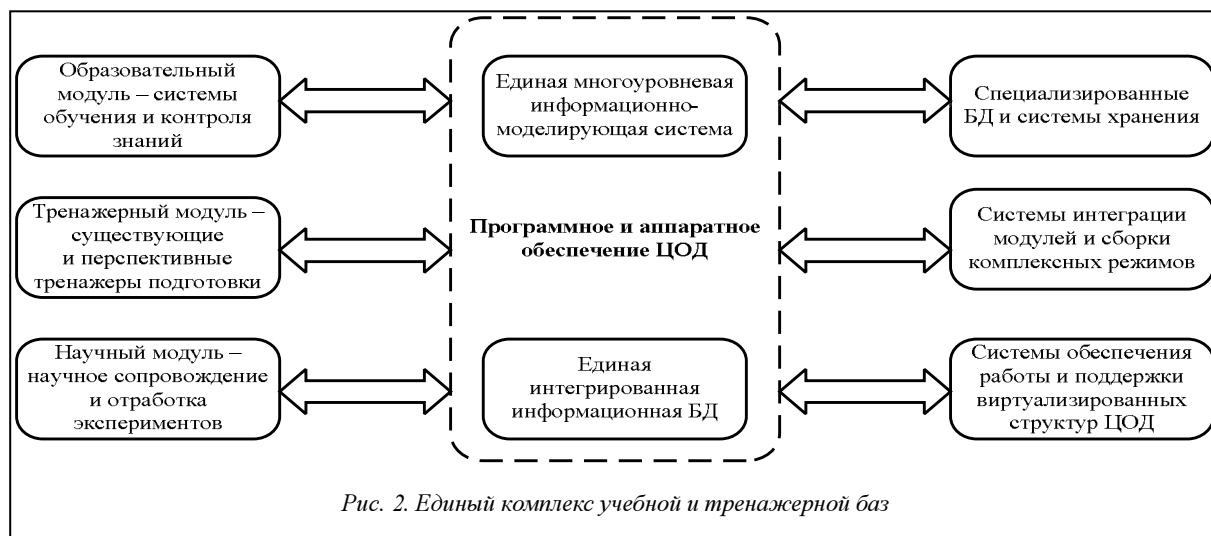 Образовательный
модуль – системы
обучения и контроля
знаний
Единая многоуровневая
информационно-
моделирующая система
Специализированные
БД и системы хранения
Тренажерный модуль –
существующие
и перспективные
тренажеры подготовки
Программное и аппаратное
обеспечение ЦОД
Системы интеграции
модулей и сборки
комплексных режимов
Научный модуль –
научное сопровождение
и отработка
экспериментов
Единая
интегрированная
информационная БД
Системы обеспечения
работы и поддержки
виртуализированных
структур ЦОД
Рис. 2. Единый комплекс учебной и тренажерной баз